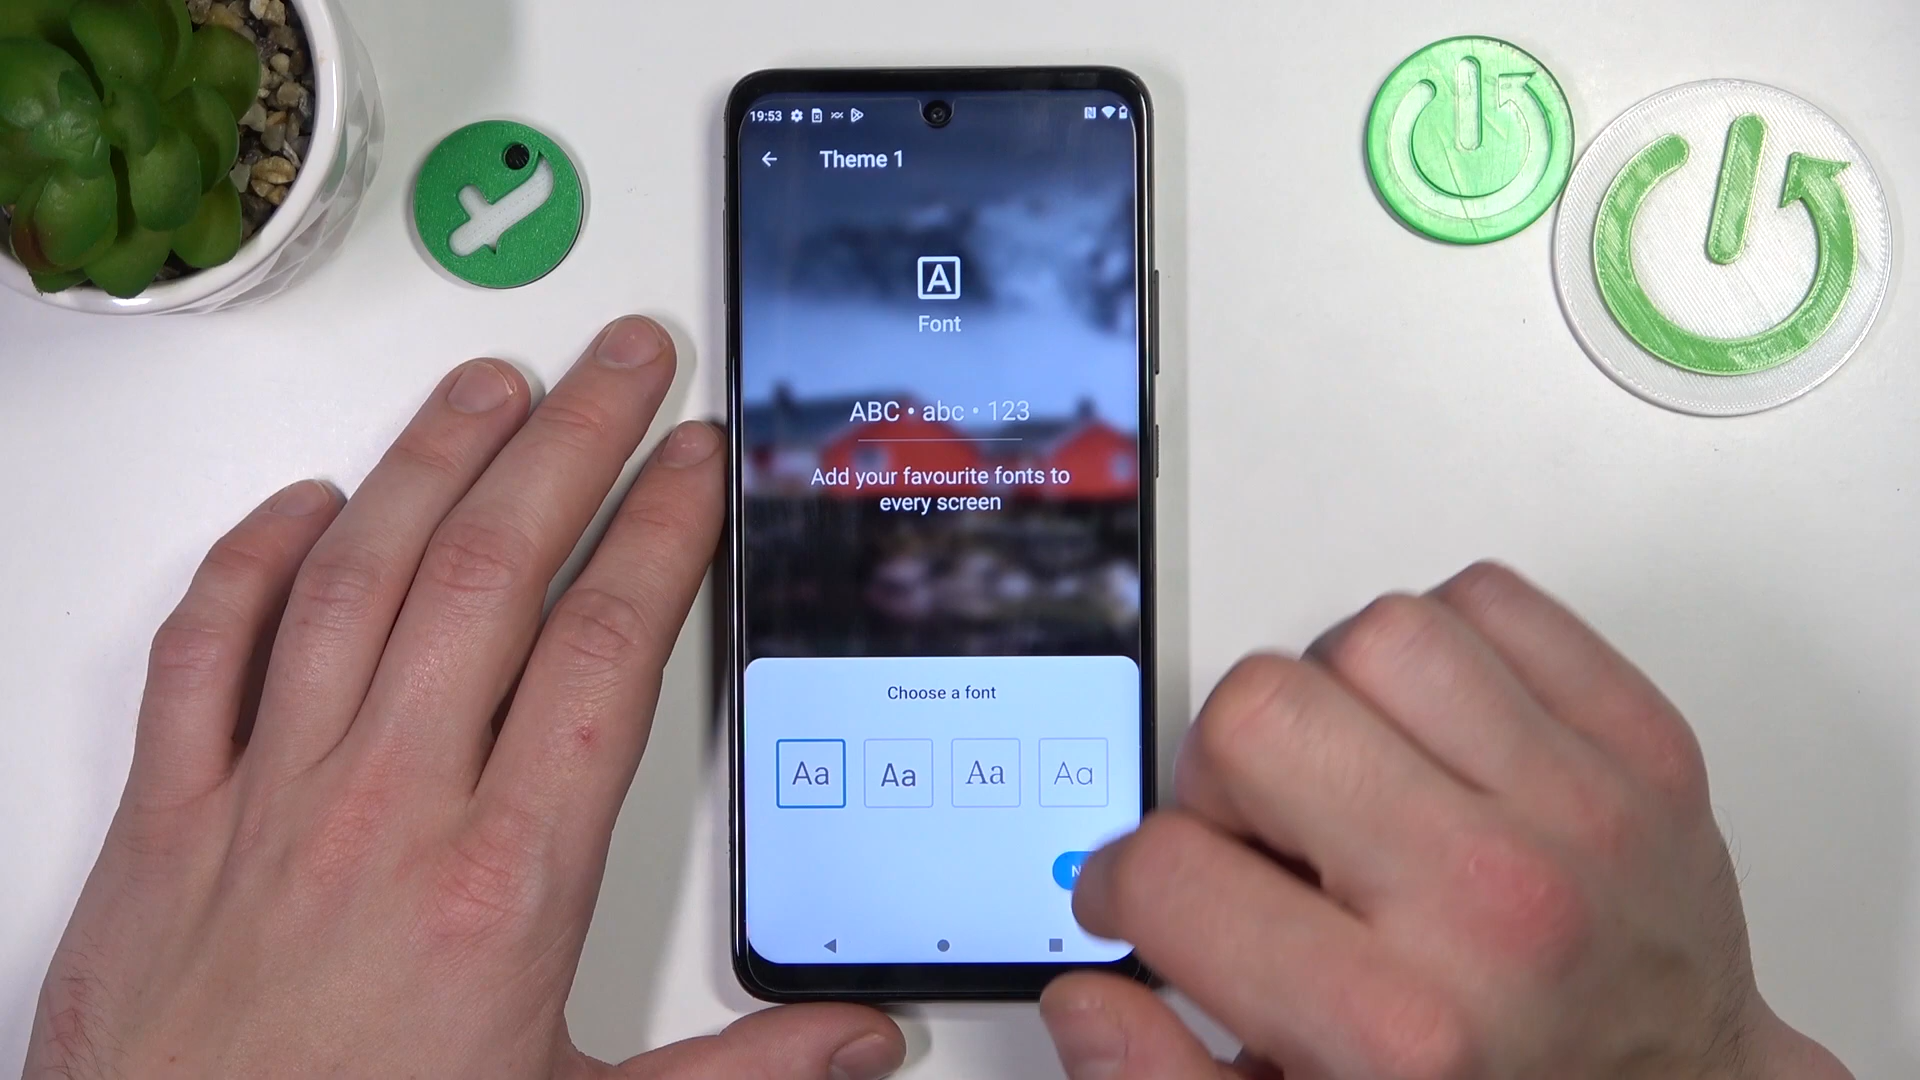 19:53
Theme 1
A
Font
ABC • abc • 123
Add your favourite fonts to
every screen
Choose a font
Aa Aa Aa Aa